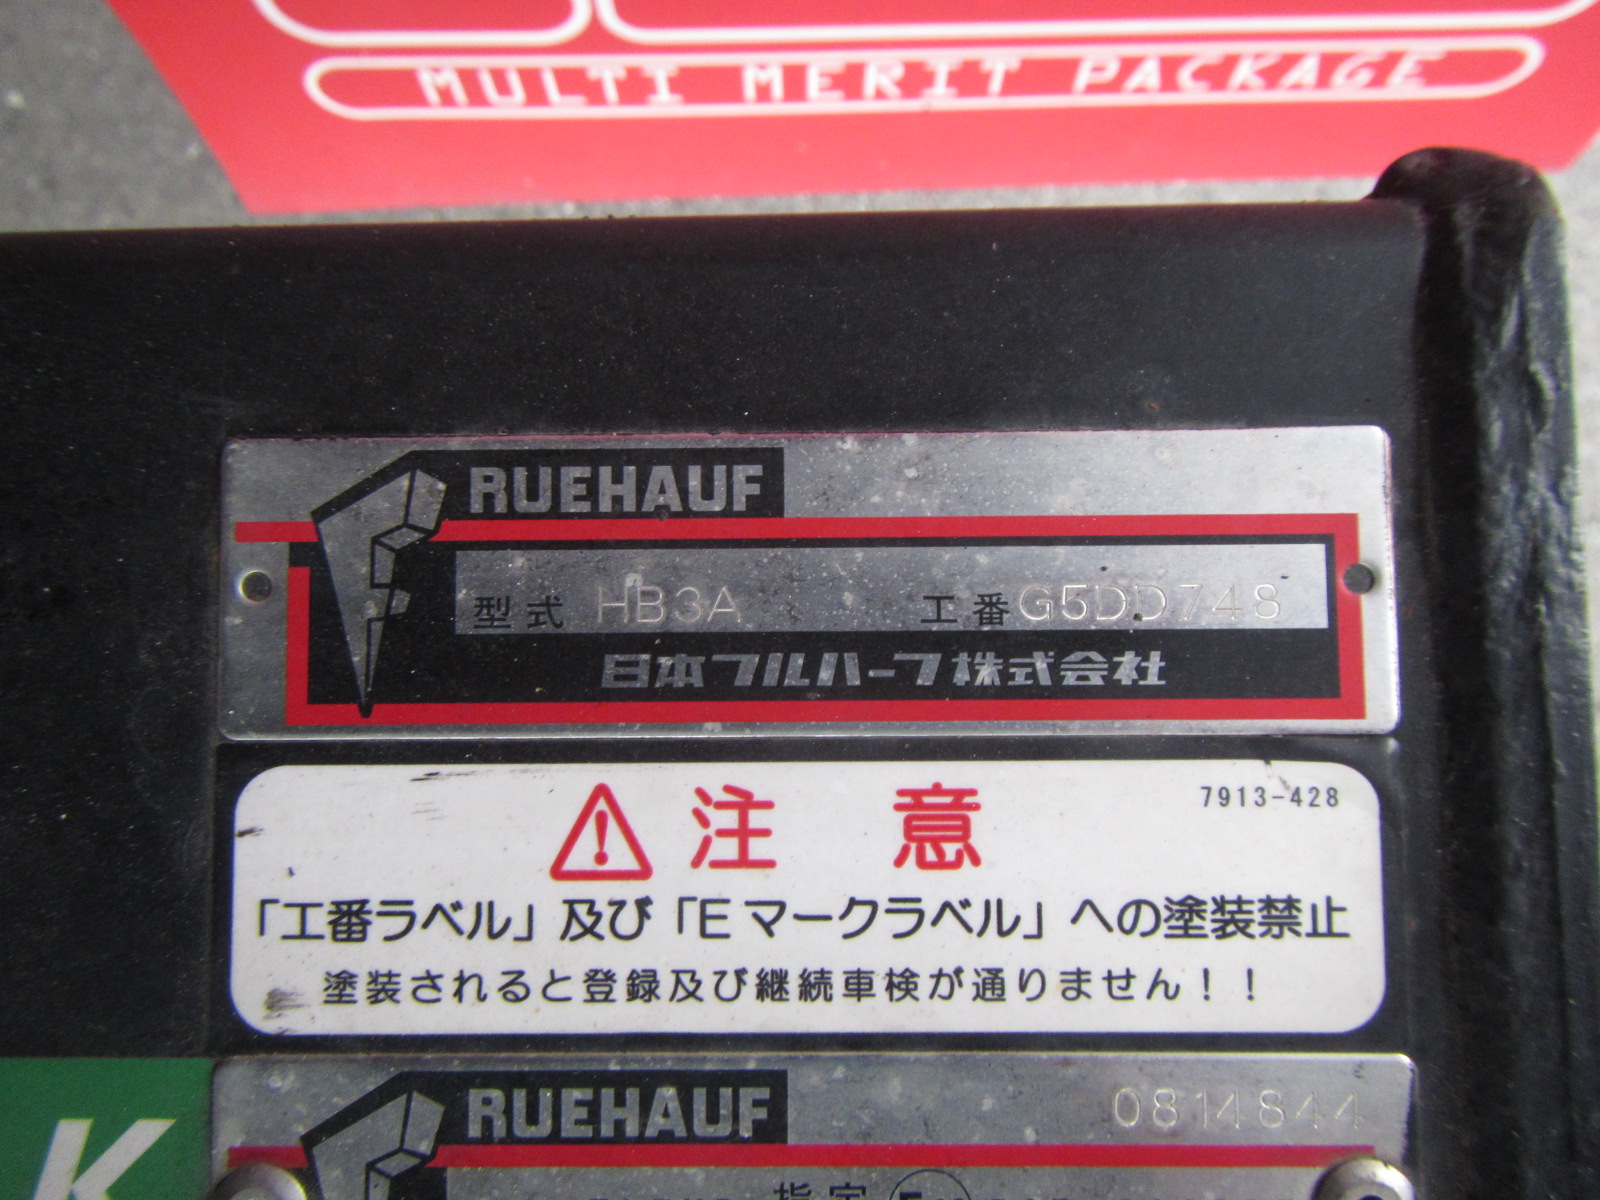 MULTI MERIT PACKAGE
FRUEHAUF
型式 HB3A 工番 G5DD748
日本フルハーフ株式会社
7913-428
注 意
「工番ラベル」及び「Eマークラベル」への塗装禁止
塗装されると登録及び継続車検が通りません！！
FRUEHAUF 0814844
K
指定